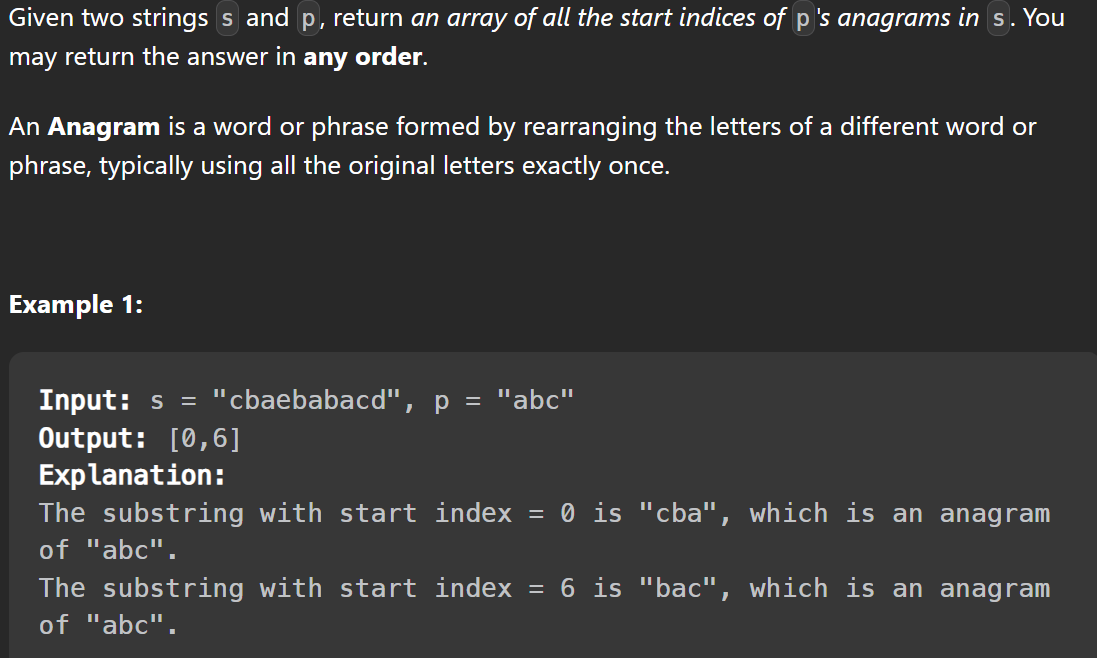 Given two strings s and p, return an array of all the start indices of p's anagrams in s. You
may return the answer in any order.
An Anagram is a word or phrase formed by rearranging the letters of a different word or
phrase, typically using all the original letters exactly once.
Example 1:
Input: s = "cbaebabacd", p = "abc"
Output: [0,6]
Explanation:
The substring with start index = 0 is "cba", which is an anagram
of "abc".
The substring with start index = 6 is "bac", which is an anagram
of "abc".